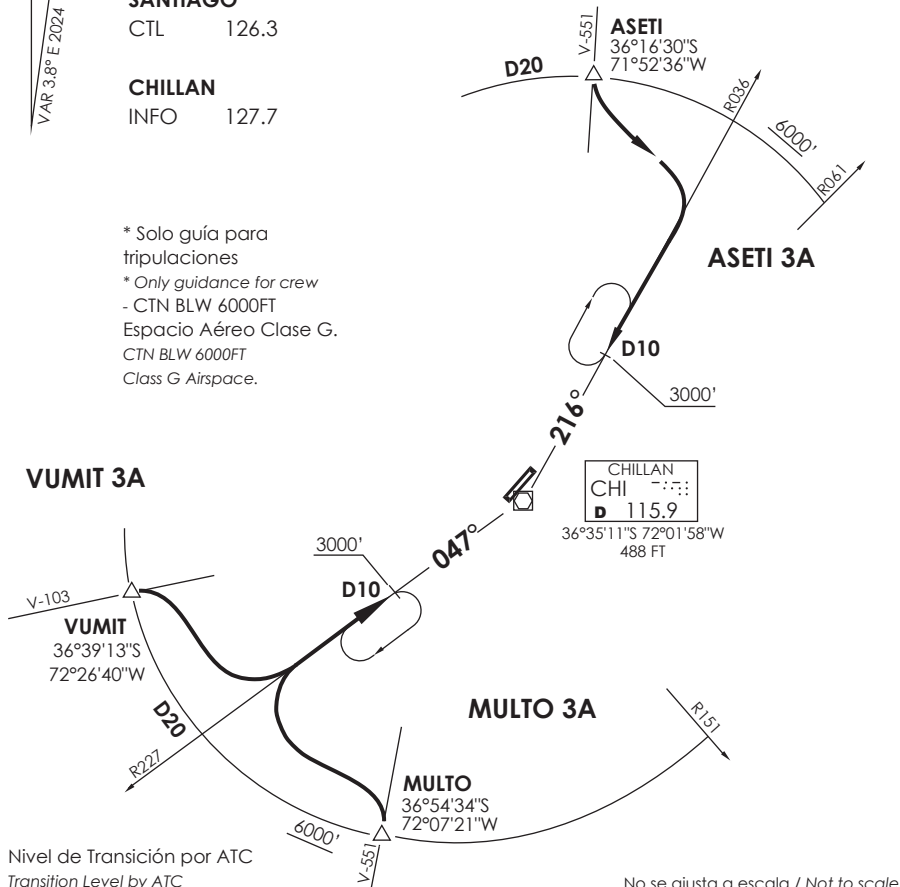 SANTIAGO
CTL 126.3
CHILLAN
INFO 127.7
VAR 3.8° E 2024
* Solo guía para
tripulaciones
* Only guidance for crew
- CTN BLW 6000FT
Espacio Aéreo Clase G.
CTN BLW 6000FT
Class G Airspace.
V-551
ASETI
36°16'30"S
71°52'36"W
D20
R036
6000'
R061
ASETI 3A
D10
3000'
216°
CHILLAN
CHI
D 115.9
36°35'11"S 72°01'58"W
488 FT
VUMIT 3A
3000'
047°
D10
V-103
VUMIT
36°39'13"S
72°26'40"W
D20
R227
MULTO 3A
R151
MULTO
36°54'34"S
72°07'21"W
6000'
V-551
Nivel de Transición por ATC
Transition Level by ATC
No se ajusta a escala / Not to scale